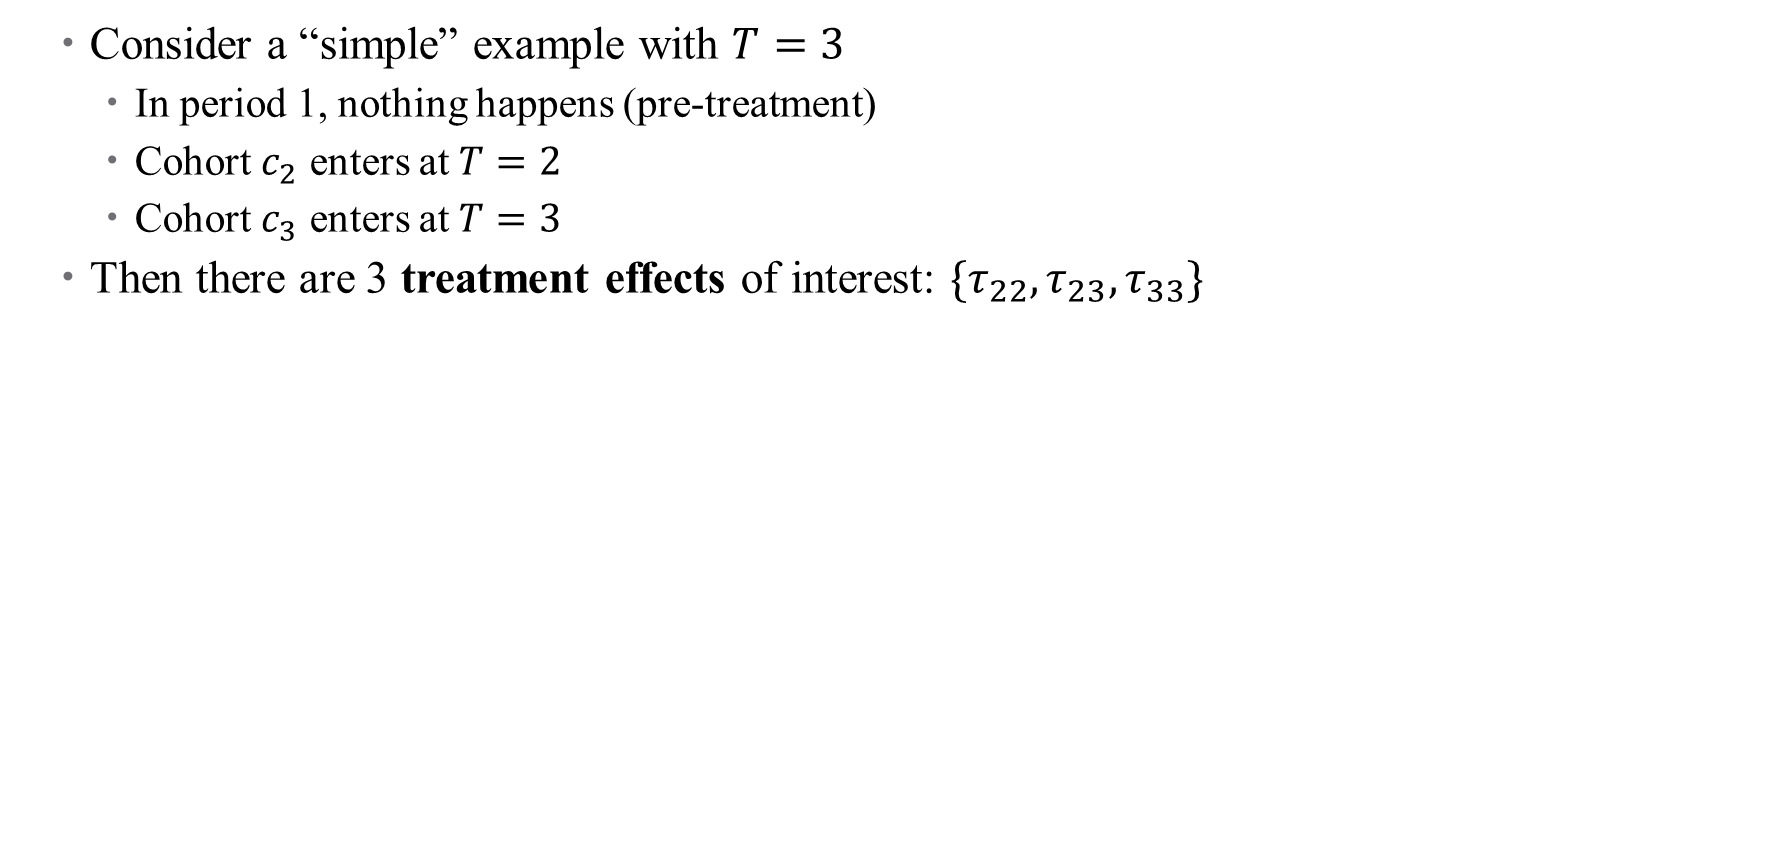 • Consider a “simple” example with T = 3
• In period 1, nothing happens (pre-treatment)
• Cohort c₂ enters at T = 2
• Cohort c₃ enters at T = 3
• Then there are 3 treatment effects of interest: {τ₂₂, τ₂₃, τ₃₃}